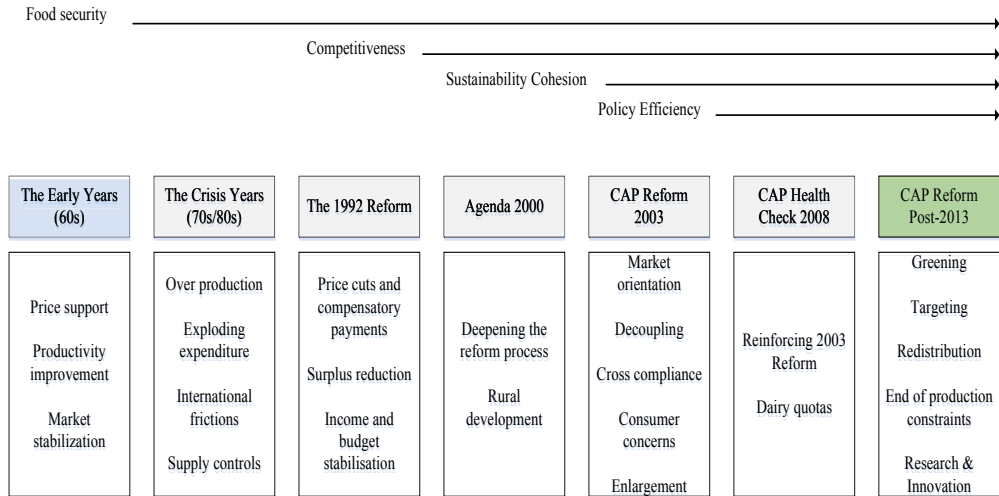 Food security
Competitiveness
Sustainability Cohesion
Policy Efficiency
The Early Years
(60s)
The Crisis Years
(70s/80s)
The 1992 Reform
Agenda 2000
CAP Reform
2003
CAP Health
Check 2008
CAP Reform
Post-2013
Price support
Productivity
improvement
Market
stabilization
Over production
Exploding
expenditure
International
frictions
Supply controls
Price cuts and
compensatory
payments
Surplus reduction
Income and
budget
stabilisation
Deepening the
reform process
Rural
development
Market
orientation
Decoupling
Cross compliance
Consumer
concerns
Enlargement
Reinforcing 2003
Reform
Dairy quotas
Greening
Targeting
Redistribution
End of production
constraints
Research &
Innovation